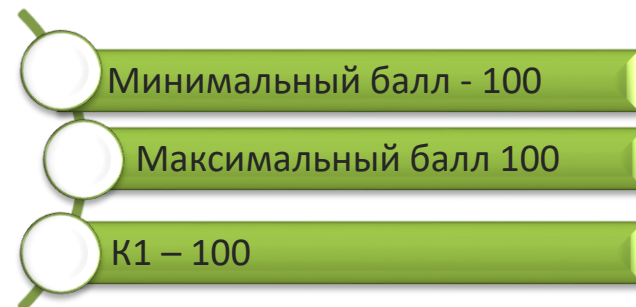 Минимальный балл - 100
Максимальный балл 100
К1 – 100